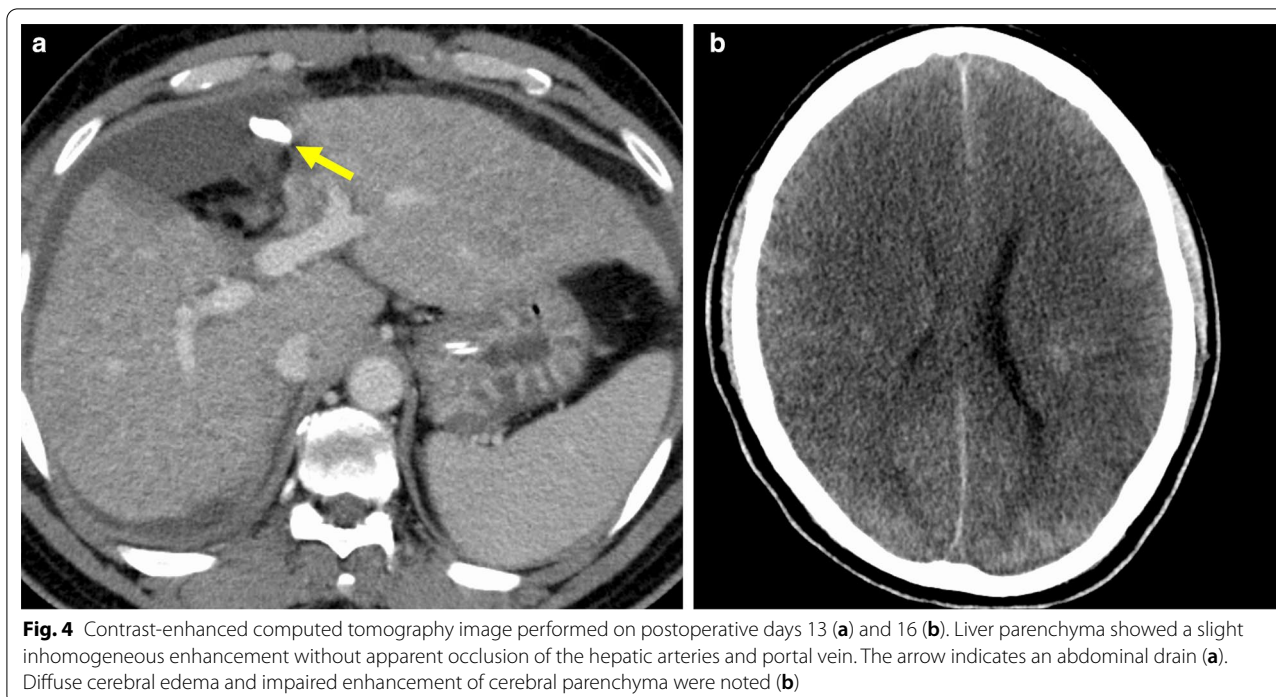 a
b
Fig. 4 Contrast-enhanced computed tomography image performed on postoperative days 13 (a) and 16 (b). Liver parenchyma showed a slight
inhomogeneous enhancement without apparent occlusion of the hepatic arteries and portal vein. The arrow indicates an abdominal drain (a).
Diffuse cerebral edema and impaired enhancement of cerebral parenchyma were noted (b)